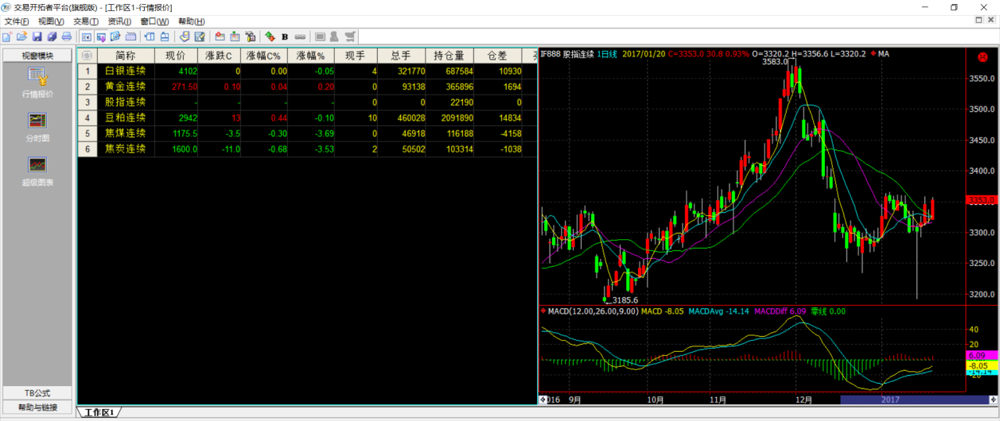 交易开拓者平台(旗舰版) - [工作区1-行情报价]
文件(F) 视图(V) 交易(T) 资讯(I) 窗口(W) 帮助(H)
视窗模块
行情报价
分时图
超级图表
TB公式
帮助与链接
简称 现价 涨跌C 涨幅C% 涨幅% 现手 总手 持仓量 仓差
1 白银连续 4102 0 0.00 -0.05 4 321770 687584 10930
2 黄金连续 271.50 0.10 0.04 0.20 0 93138 365896 1694
3 股指连续 - - - - 0 0 22190 0
4 豆粕连续 2942 13 0.44 -0.10 10 460028 2091890 14834
5 焦煤连续 1175.5 -3.5 -0.30 -3.69 0 46918 116188 -4158
6 焦炭连续 1600.0 -11.0 -0.68 -3.53 2 50502 103314 -1038
工作区1
IF888 股指连续 1日线 2017/01/20 C=3353.0 30.8 0.93% O=3320.2 H=3356.6 L=3320.2 MA
3583.0
3550.0
3500.0
3450.0
3400.0
3353.0
3300.0
3250.0
3200.0
3185.6
MACD(12.00,26.00,9.00) MACD -8.05 MACDAvg -14.14 MACDDiff 6.09 零线 0.00
40
20
6.09
-8.05
-14.14
2016 9月 10月 11月 12月 2017